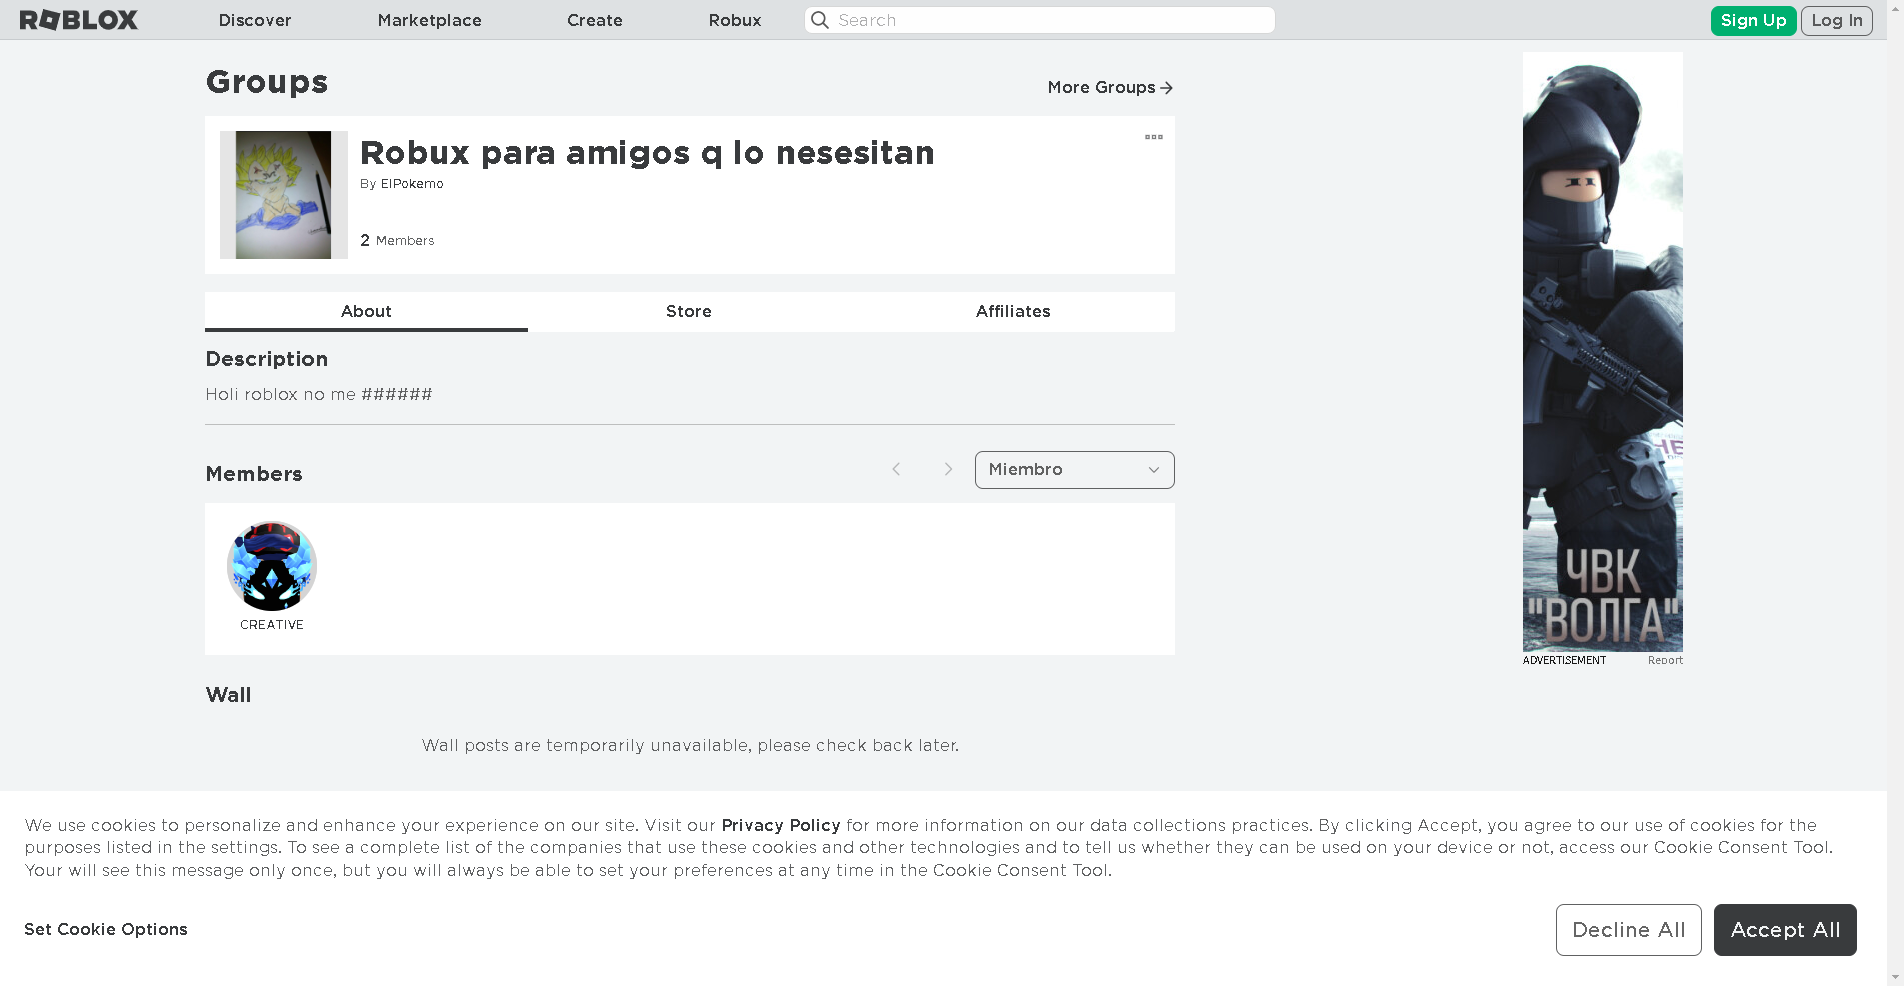 ROBLOX
Discover
Marketplace
Create
Robux
Search
Sign Up
Log In
Groups
More Groups
Robux para amigos q lo nesesitan
By ElPokemo
2 Members
About
Store
Affiliates
Description
Holi roblox no me ######
Members
Miembro
CREATIVE
Wall
Wall posts are temporarily unavailable, please check back later.
ЧВК
"ВОЛГА"
ADVERTISEMENT
Report
We use cookies to personalize and enhance your experience on our site. Visit our Privacy Policy for more information on our data collections practices. By clicking Accept, you agree to our use of cookies for the
purposes listed in the settings. To see a complete list of the companies that use these cookies and other technologies and to tell us whether they can be used on your device or not, access our Cookie Consent Tool.
Your will see this message only once, but you will always be able to set your preferences at any time in the Cookie Consent Tool.
Set Cookie Options
Decline All
Accept All